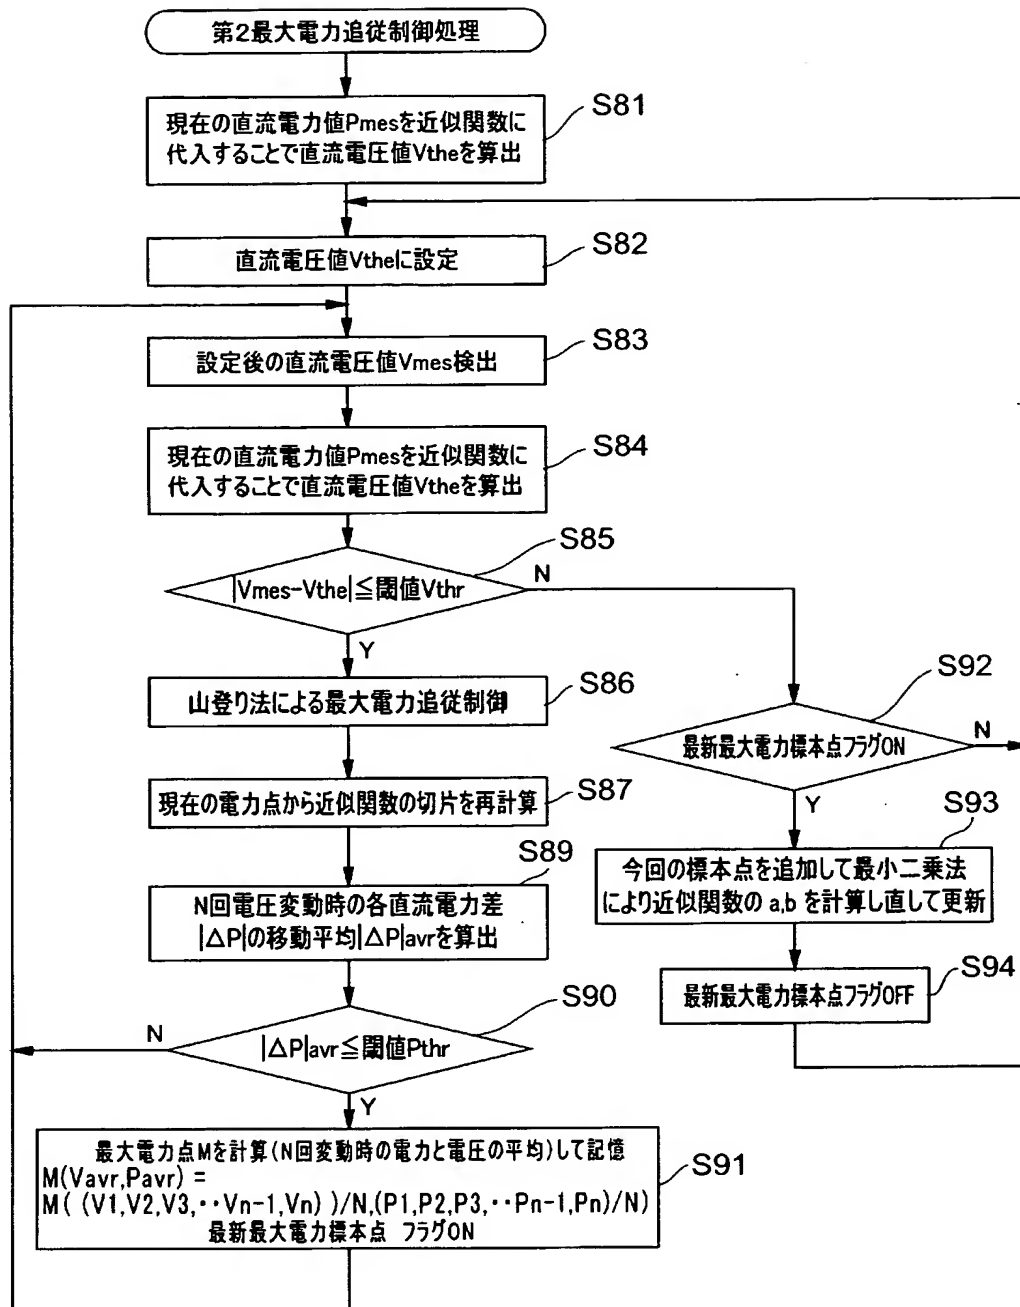 第2最大電力追従制御処理
S81
現在の直流電力値Pmesを近似関数に
代入することで直流電圧値Vtheを算出
S82
直流電圧値Vtheに設定
S83
設定後の直流電圧値Vmes検出
S84
現在の直流電力値Pmesを近似関数に
代入することで直流電圧値Vtheを算出
S85
|Vmes-Vthe|≦閾値Vthr
N
Y
S86
山登り法による最大電力追従制御
S87
現在の電力点から近似関数の切片を再計算
S89
N回電圧変動時の各直流電力差
|△P|の移動平均|△P|avrを算出
S90
|△P|avr≦閾値Pthr
N
Y
S91
最大電力点Mを計算(N回変動時の電力と電圧の平均)して記憶
M(Vavr,Pavr) =
M( (V1,V2,V3,・・Vn-1,Vn) )/N,(P1,P2,P3,・・Pn-1,Pn)/N)
最新最大電力標本点 フラグON
S92
最新最大電力標本点フラグON
N
Y
S93
今回の標本点を追加して最小二乗法
により近似関数の a,b を計算し直して更新
S94
最新最大電力標本点フラグOFF